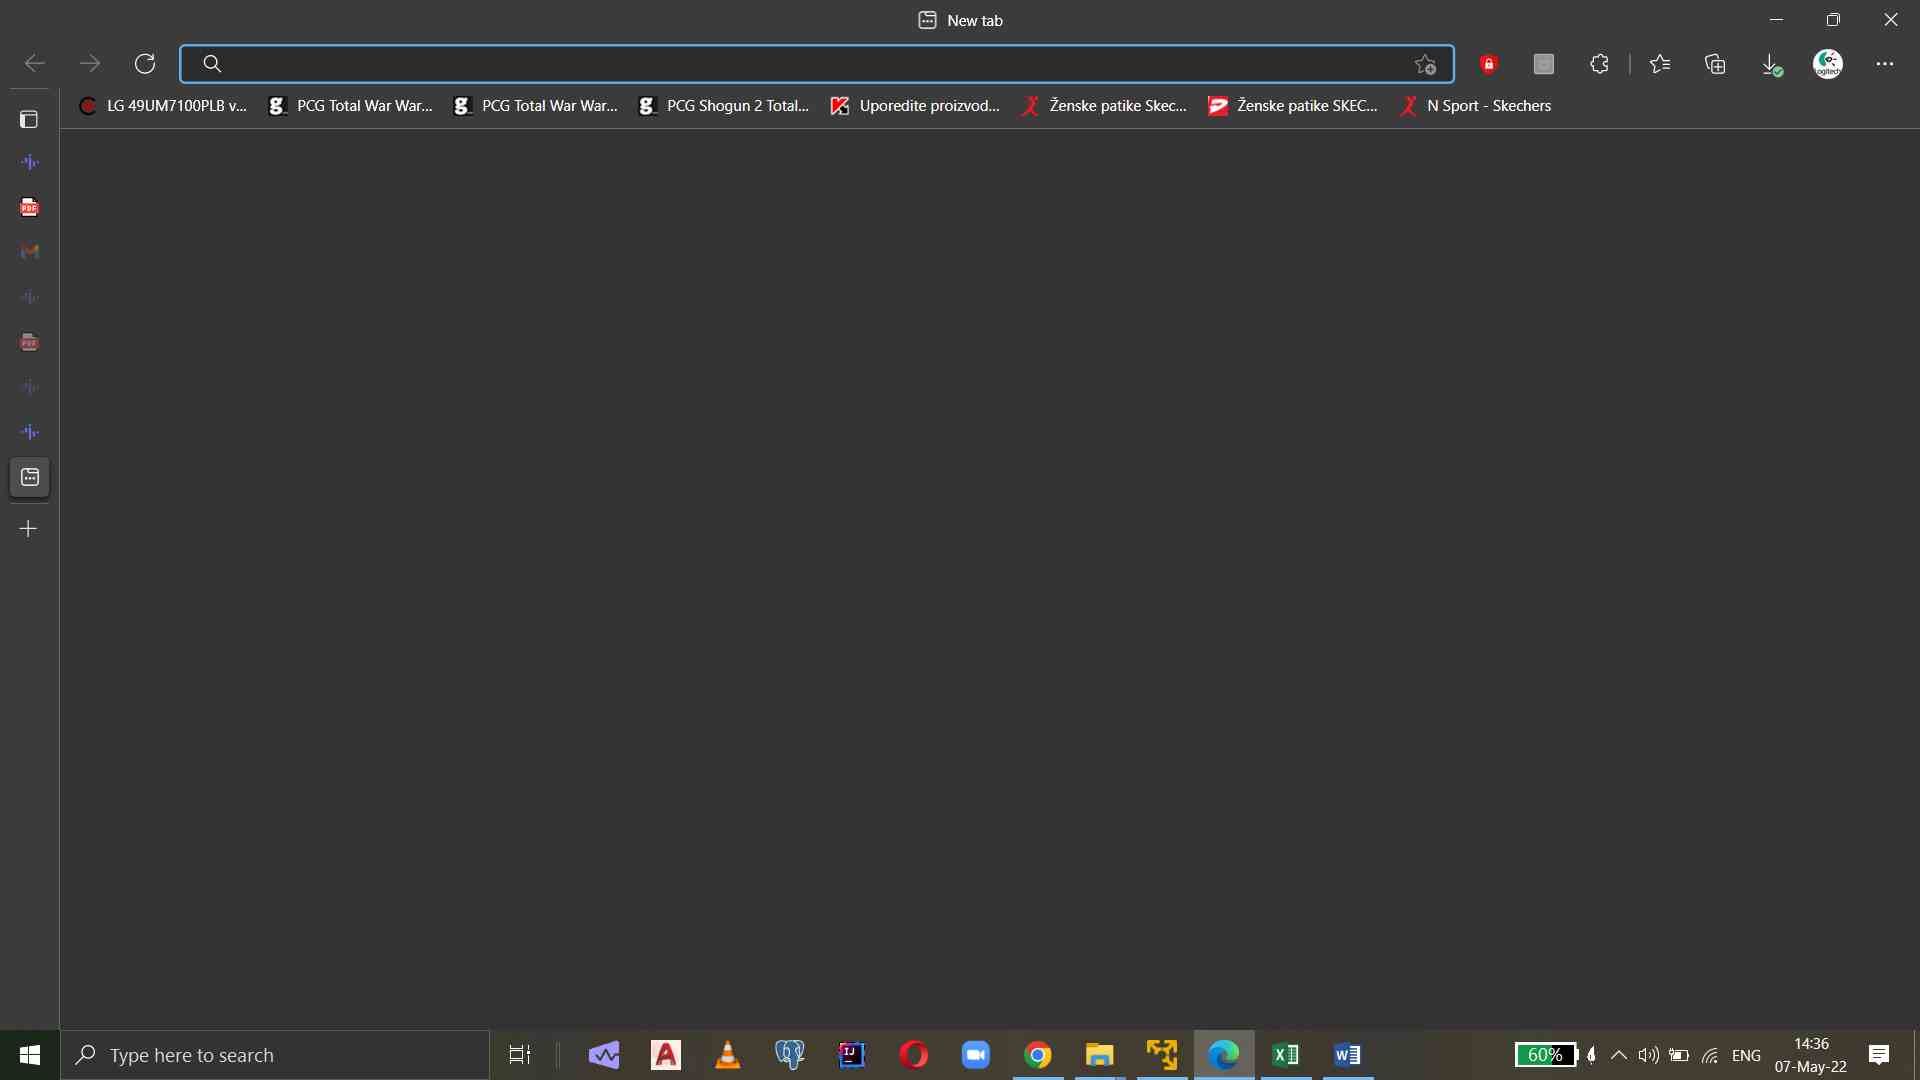 New tab
LG 49UM7100PLB v...
PCG Total War War...
PCG Total War War...
PCG Shogun 2 Total...
Uporedite proizvod...
Ženske patike Skec...
Ženske patike SKEC...
N Sport - Skechers
Type here to search
60%
ENG
14:36
07-May-22